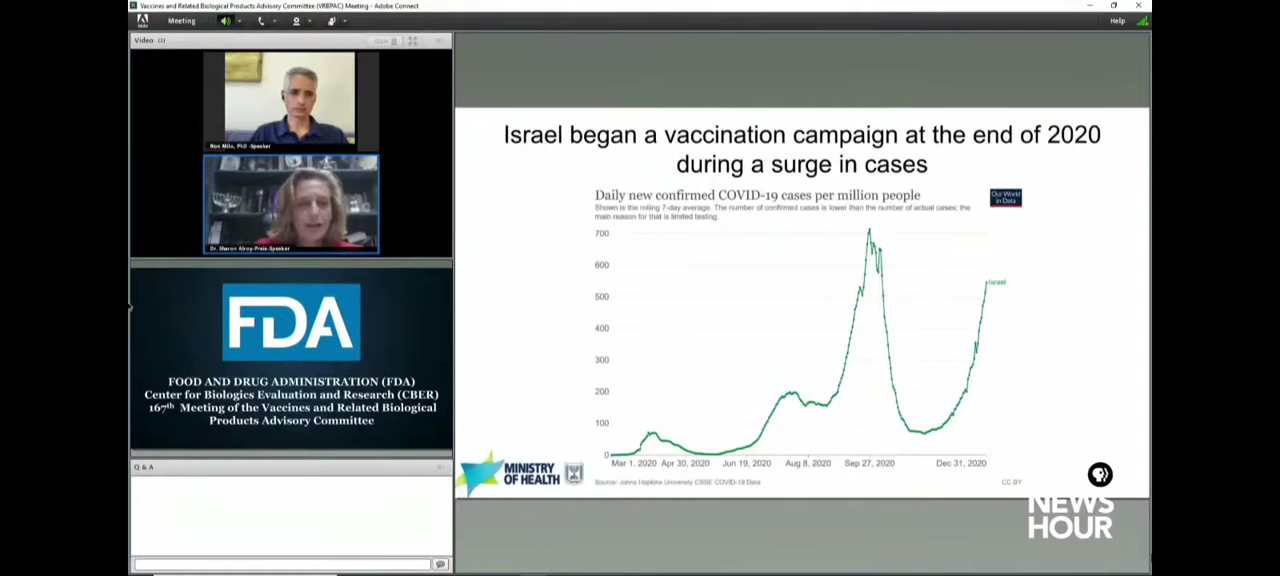 Vaccines and Related Biological Products Advisory Committee (VRBPAC) Meeting - Adobe Connect
Meeting
Help
Video
Ron Milo, PhD -Speaker
Dr. Sharon Alroy-Preis-Speaker
FDA
FOOD AND DRUG ADMINISTRATION (FDA)
Center for Biologics Evaluation and Research (CBER)
167th Meeting of the Vaccines and Related Biological
Products Advisory Committee
Q & A
Israel began a vaccination campaign at the end of 2020
during a surge in cases
Daily new confirmed COVID-19 cases per million people
Shown is the rolling 7-day average. The number of confirmed cases is lower than the number of actual cases; the
main reason for that is limited testing.
Our World
in Data
700
600
500
400
300
200
100
0
Israel
Mar 1, 2020 Apr 30, 2020 Jun 19, 2020 Aug 8, 2020 Sep 27, 2020 Dec 31, 2020
Source: Johns Hopkins University CSSE COVID-19 Data
CC BY
MINISTRY
OF HEALTH
NEWS
HOUR